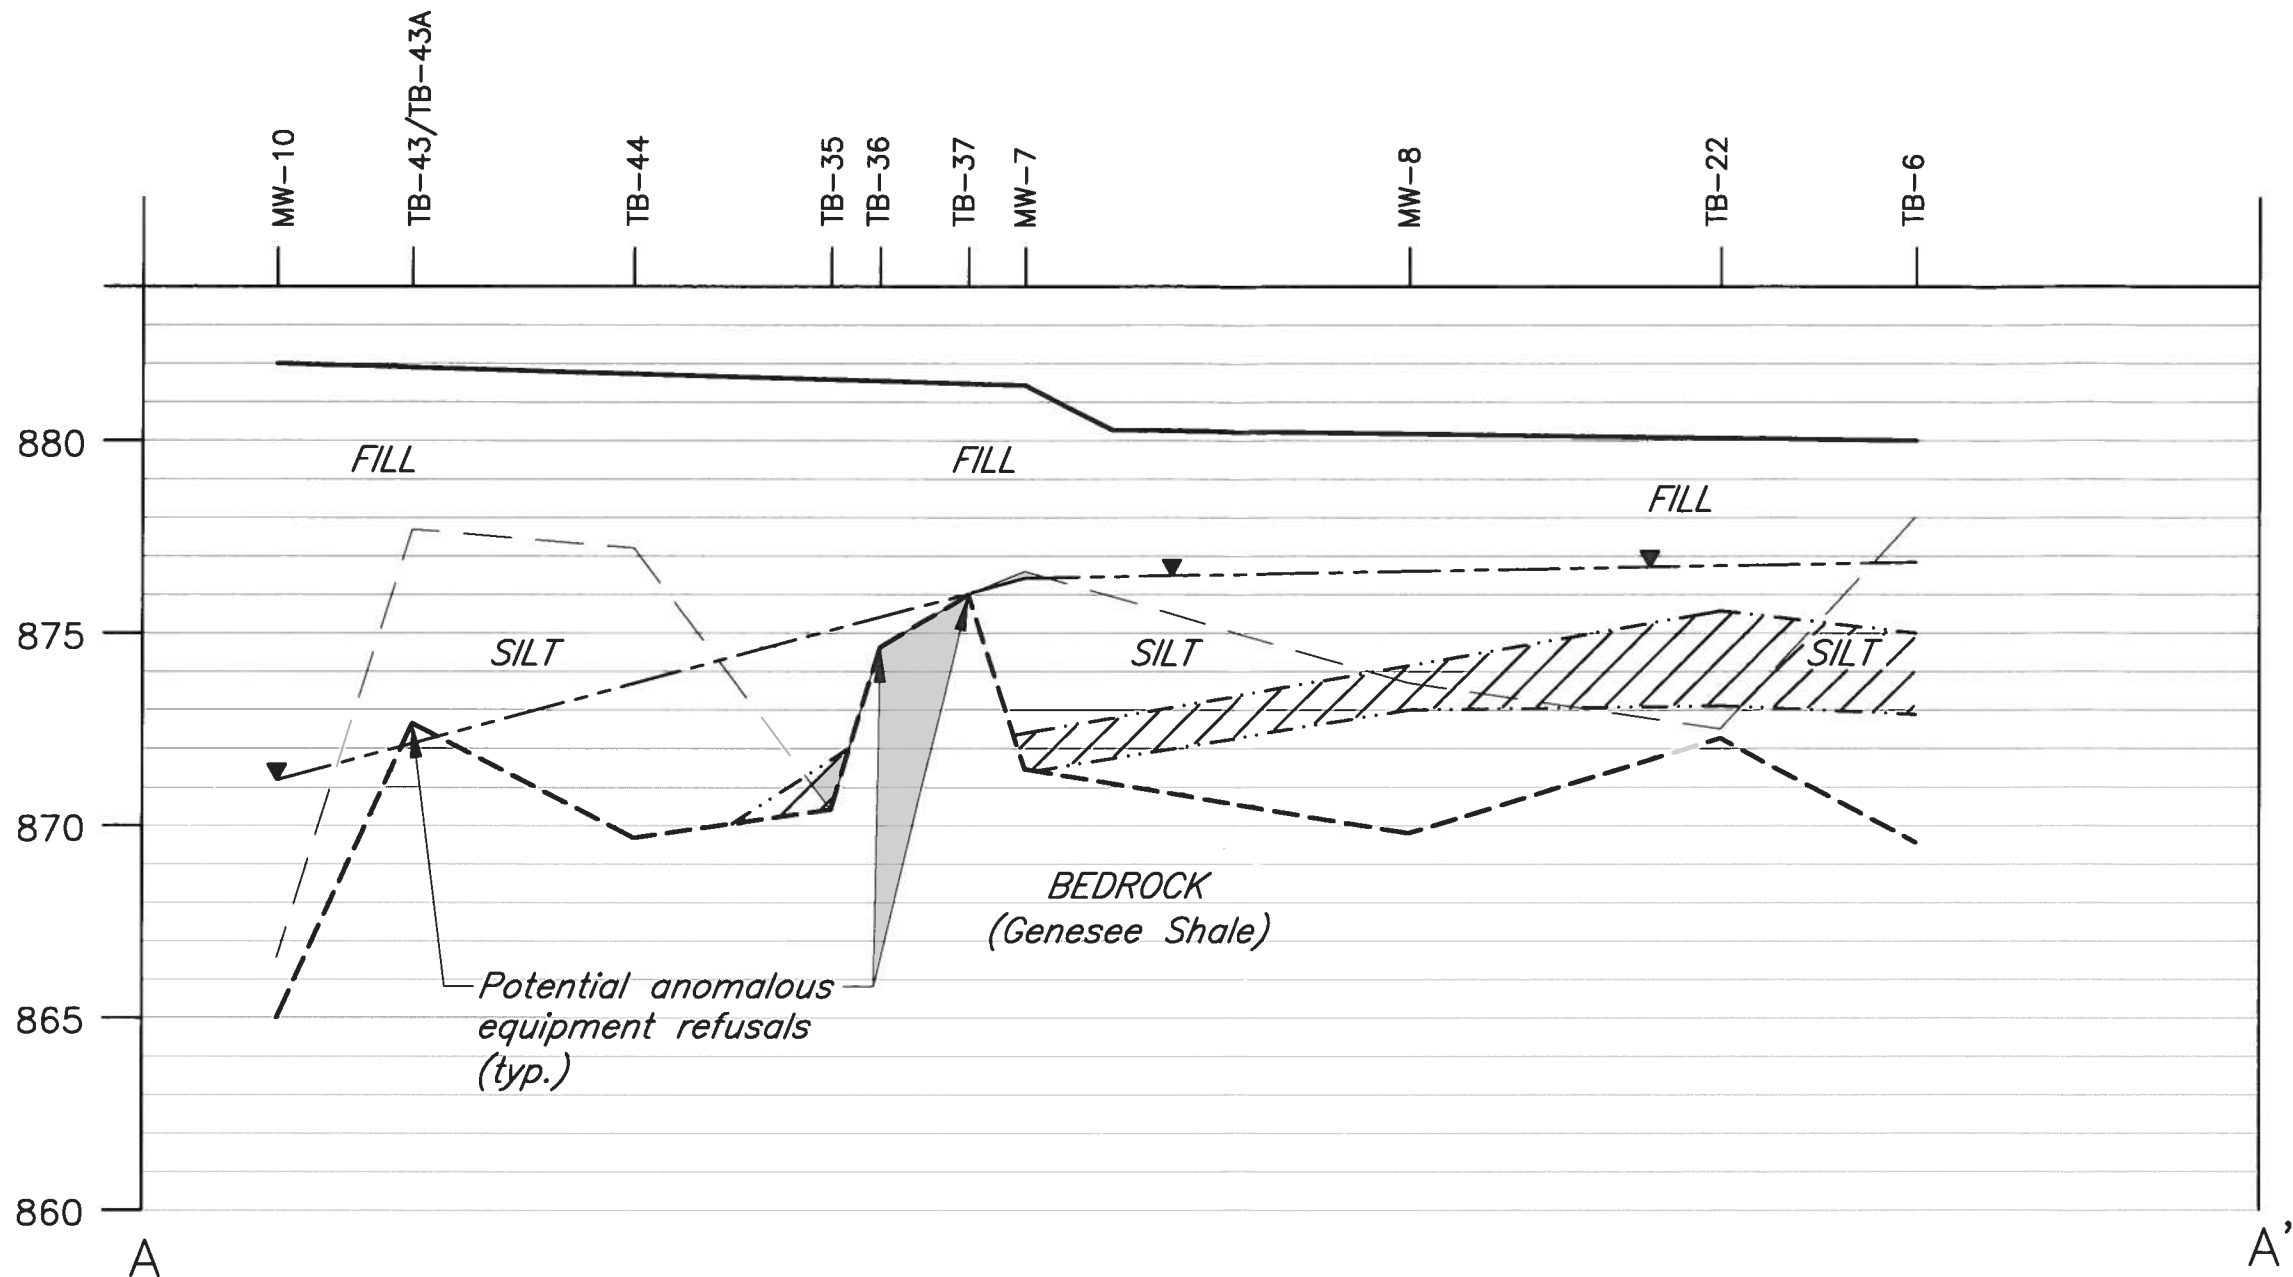 MW-10
TB-43/TB-43A
TB-44
TB-35
TB-36
TB-37
MW-7
MW-8
TB-22
TB-6
880
FILL
FILL
FILL
875
SILT
SILT
SILT
870
BEDROCK
(Genesee Shale)
Potential anomalous
equipment refusals
(typ.)
865
860
A
A'